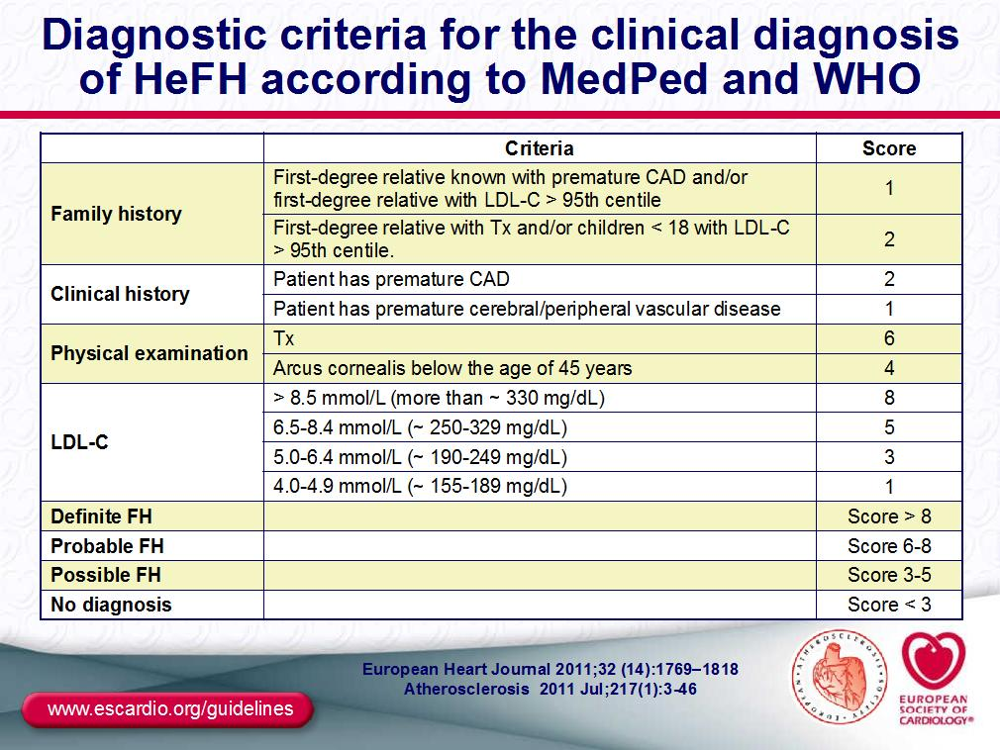 Diagnostic criteria for the clinical diagnosis
of HeFH according to MedPed and WHO
Criteria Score
Family history
First-degree relative known with premature CAD and/or
first-degree relative with LDL-C > 95th centile
1
First-degree relative with Tx and/or children < 18 with LDL-C
> 95th centile.
2
Clinical history
Patient has premature CAD 2
Patient has premature cerebral/peripheral vascular disease 1
Physical examination
Tx 6
Arcus cornealis below the age of 45 years 4
LDL-C
> 8.5 mmol/L (more than ~ 330 mg/dL) 8
6.5-8.4 mmol/L (~ 250-329 mg/dL) 5
5.0-6.4 mmol/L (~ 190-249 mg/dL) 3
4.0-4.9 mmol/L (~ 155-189 mg/dL) 1
Definite FH Score > 8
Probable FH Score 6-8
Possible FH Score 3-5
No diagnosis Score < 3
European Heart Journal 2011;32 (14):1769–1818
Atherosclerosis 2011 Jul;217(1):3-46
www.escardio.org/guidelines
EUROPEAN ATHEROSCLEROSIS SOCIETY
EUROPEAN
SOCIETY OF
CARDIOLOGY®